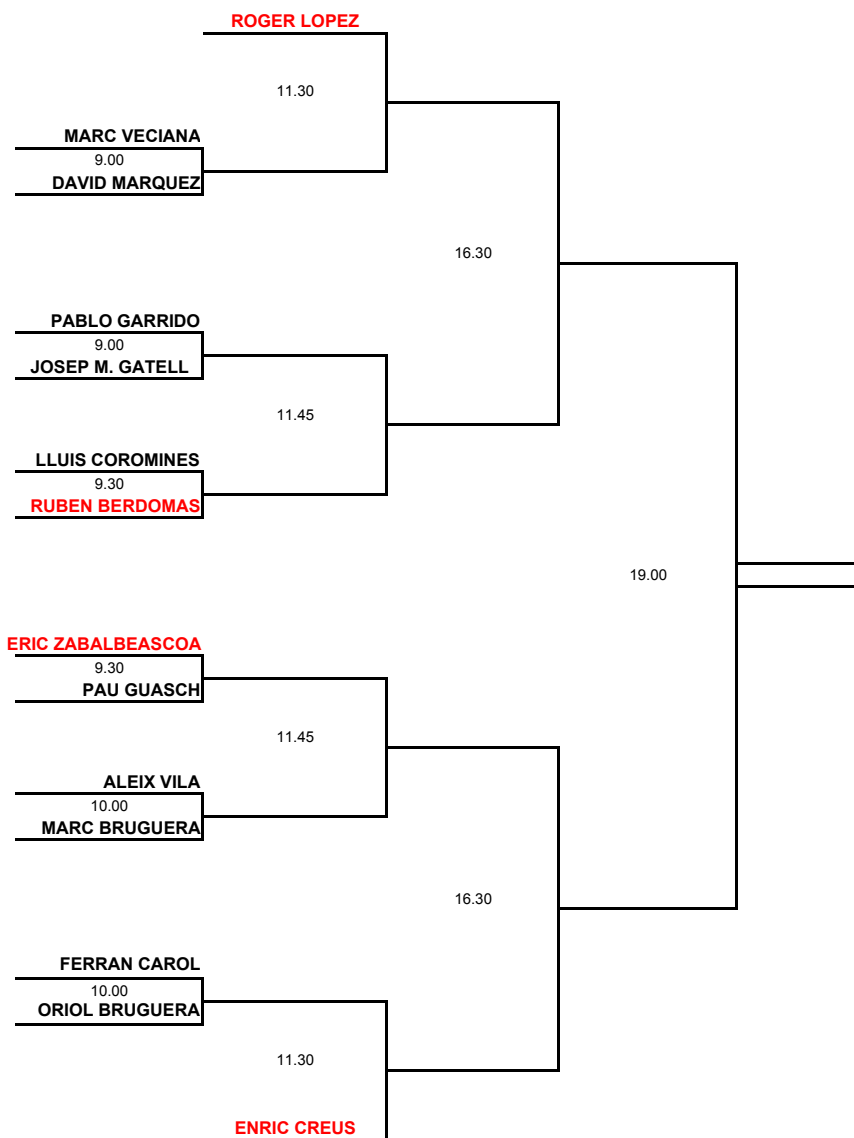 ROGER LOPEZ
11.30
MARC VECIANA
9.00
DAVID MARQUEZ
16.30
PABLO GARRIDO
9.00
JOSEP M. GATELL
11.45
LLUIS COROMINES
9.30
RUBEN BERDOMAS
19.00
ERIC ZABALBEASCOA
9.30
PAU GUASCH
11.45
ALEIX VILA
10.00
MARC BRUGUERA
16.30
FERRAN CAROL
10.00
ORIOL BRUGUERA
11.30
ENRIC CREUS